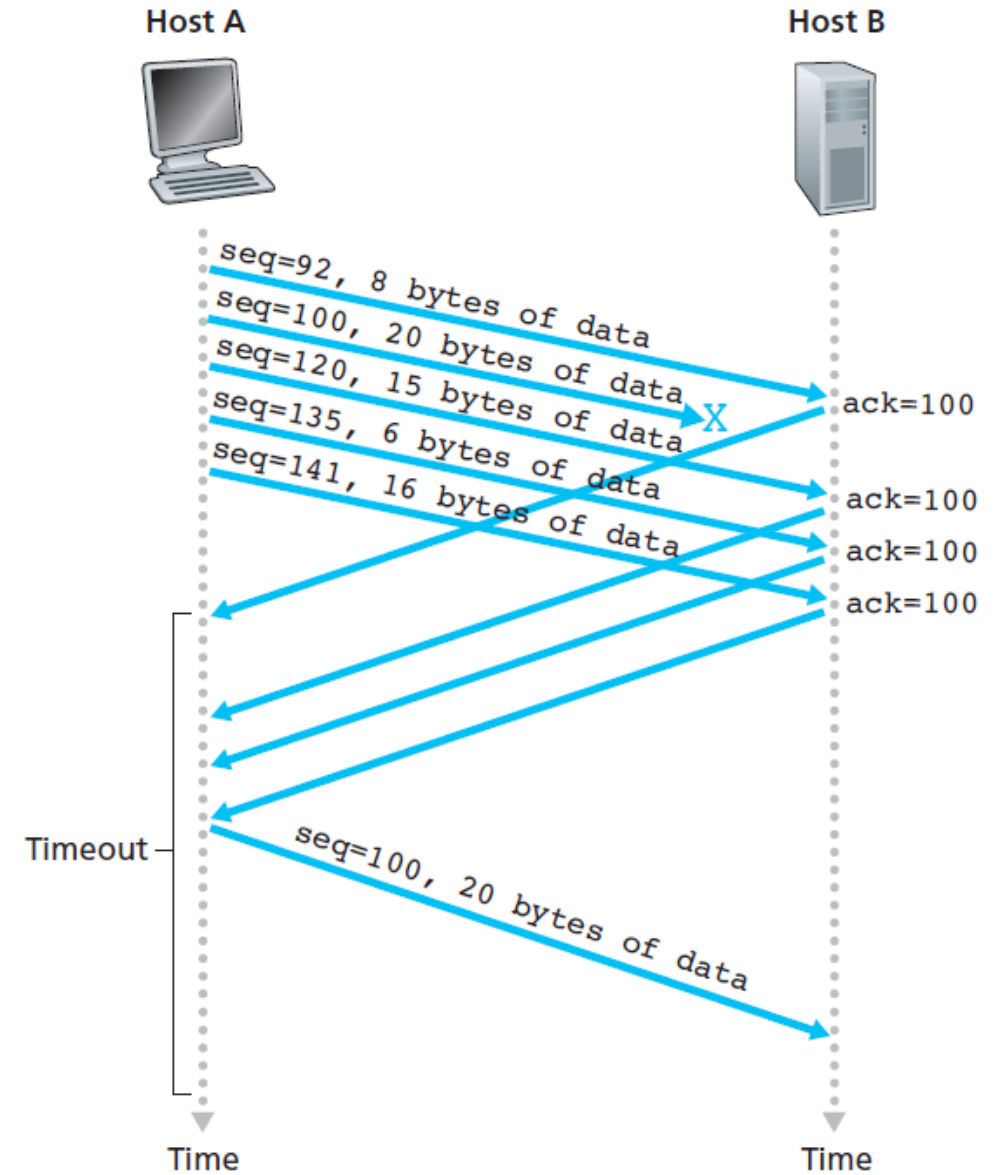 Host A
Host B
seq=92, 8 bytes of data
seq=100, 20 bytes of data
seq=120, 15 bytes of data
seq=135, 6 bytes of data
seq=141, 16 bytes of data
X
ack=100
ack=100
ack=100
ack=100
Timeout
seq=100, 20 bytes of data
Time
Time